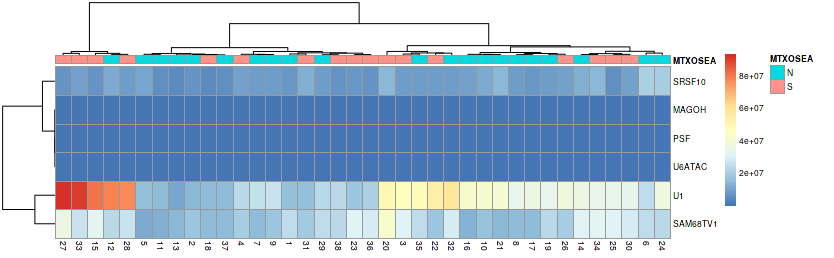 MTXOSEA
SRSF10
MAGOH
PSF
U6ATAC
U1
SAM68TV1
27 33 15 12 28 5 11 13 2 18 37 4 7 9 1 31 29 38 23 36 20 3 35 22 32 16 10 21 8 17 19 26 14 34 25 30 6 24
8e+07
6e+07
4e+07
2e+07
MTXOSEA
N
S